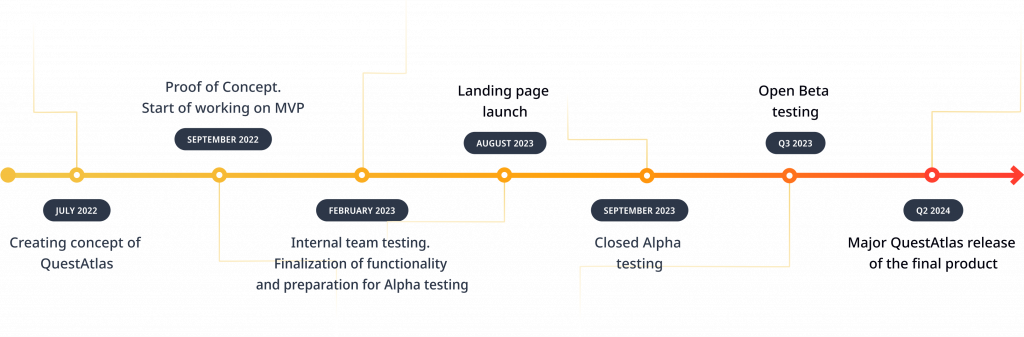 JULY 2022
Creating concept of
QuestAtlas
Proof of Concept.
Start of working on MVP
SEPTEMBER 2022
FEBRUARY 2023
Internal team testing.
Finalization of functionality
and preparation for Alpha testing
Landing page
launch
AUGUST 2023
SEPTEMBER 2023
Closed Alpha
testing
Open Beta
testing
Q3 2023
Q2 2024
Major QuestAtlas release
of the final product